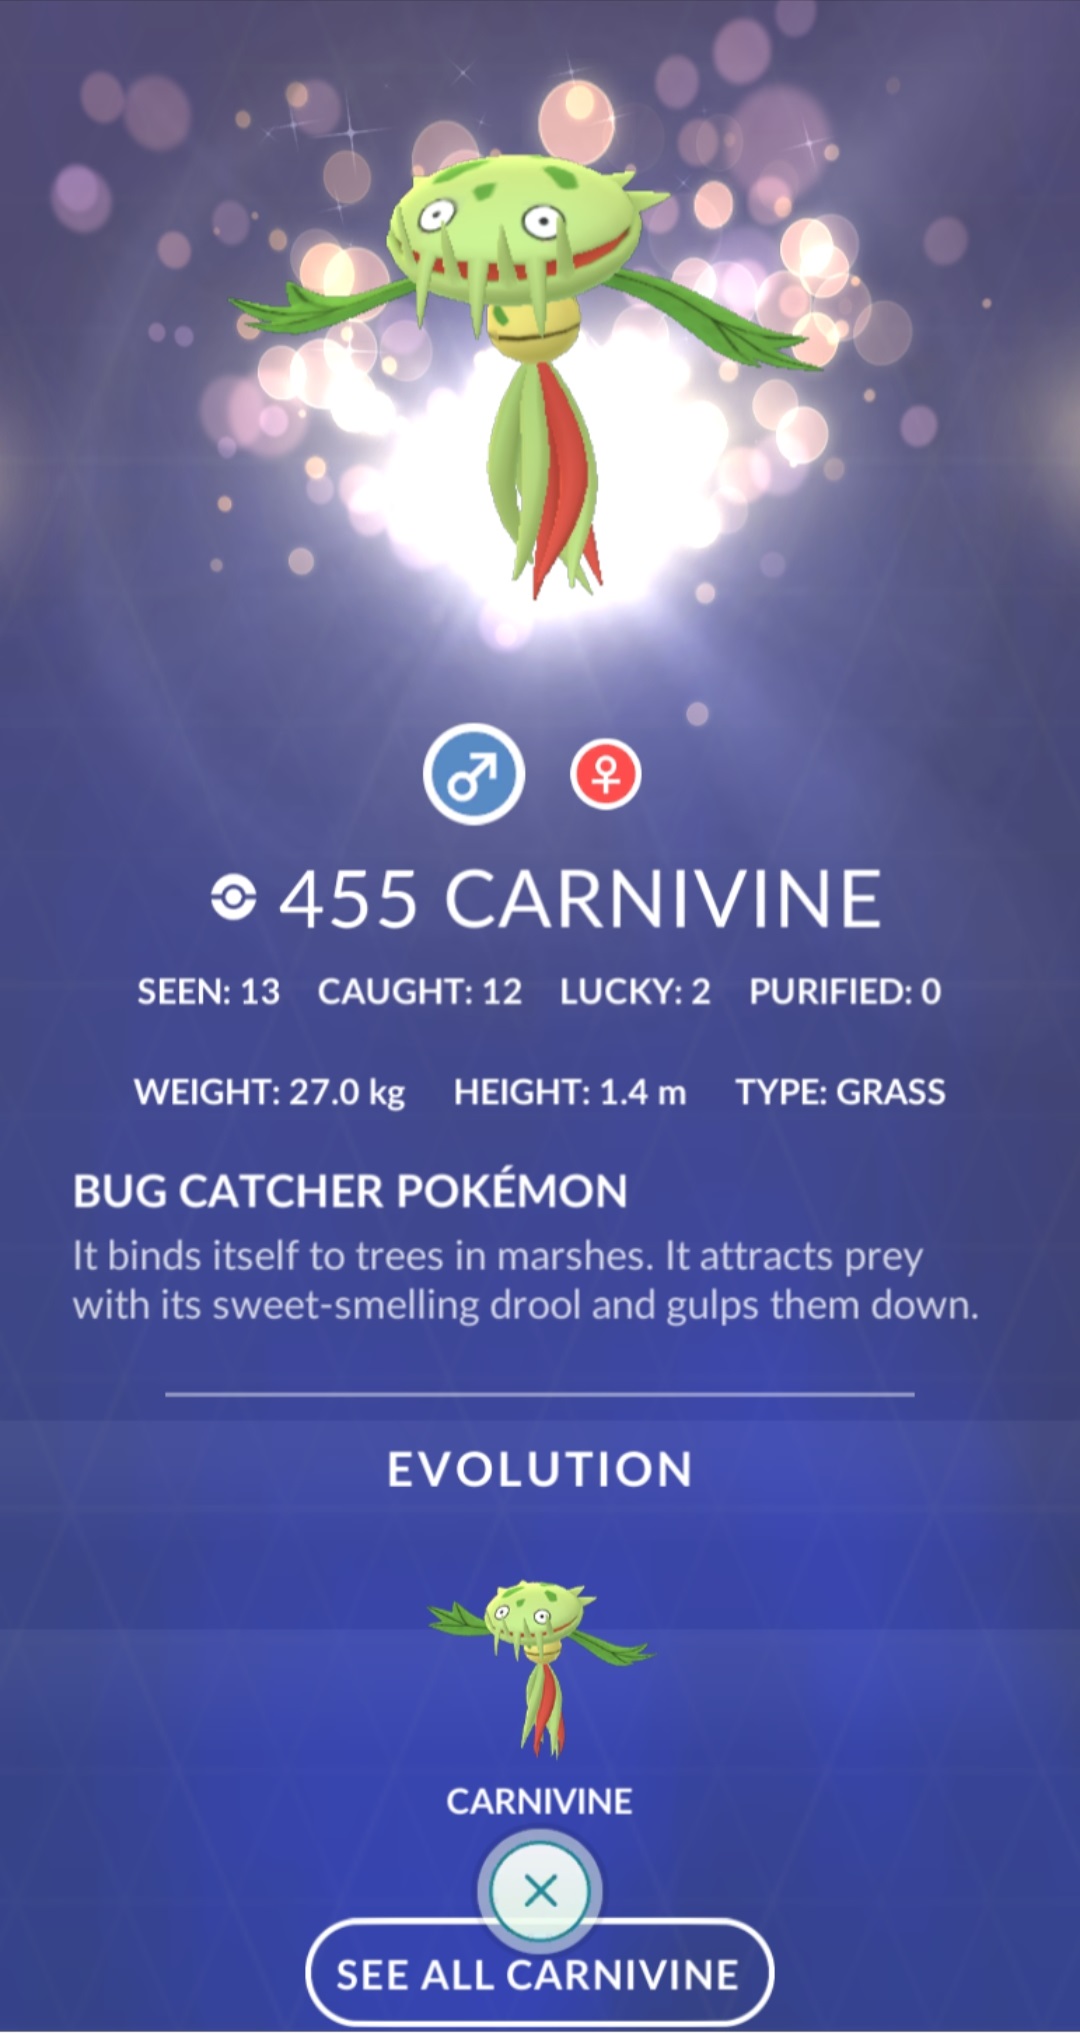 455 CARNIVINE
SEEN: 13 CAUGHT: 12 LUCKY: 2 PURIFIED: 0
WEIGHT: 27.0 kg HEIGHT: 1.4 m TYPE: GRASS
BUG CATCHER POKÉMON
It binds itself to trees in marshes. It attracts prey
with its sweet-smelling drool and gulps them down.
EVOLUTION
CARNIVINE
SEE ALL CARNIVINE